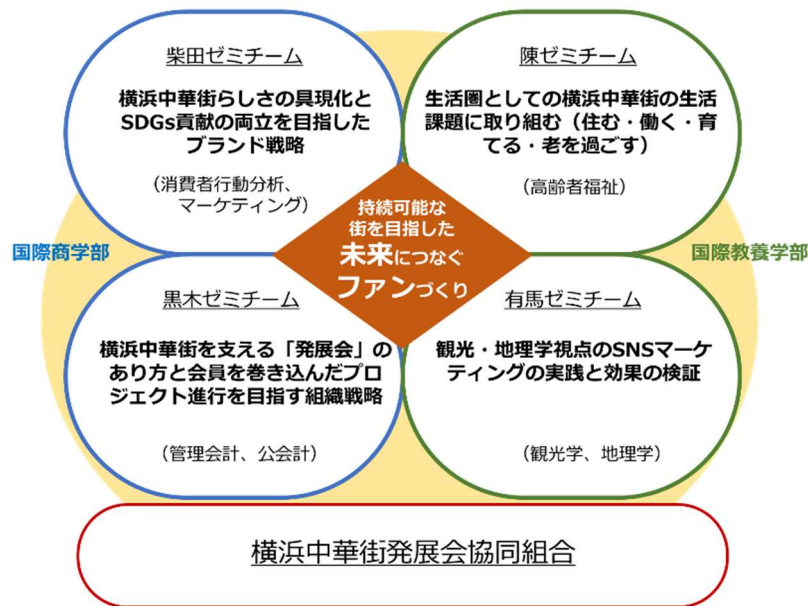 柴田ゼミチーム
横浜中華街らしさの具現化と
SDGs貢献の両立を目指した
ブランド戦略
（消費者行動分析、
マーケティング）
陳ゼミチーム
生活圏としての横浜中華街の生活
課題に取り組む（住む・働く・育
てる・老を過ごす）
（高齢者福祉）
持続可能な
街を目指した
未来につなぐ
ファンづくり
国際商学部
国際教養学部
黒木ゼミチーム
横浜中華街を支える「発展会」の
あり方と会員を巻き込んだプロ
ジェクト進行を目指す組織戦略
（管理会計、公会計）
有馬ゼミチーム
観光・地理学視点のSNSマーケ
ティングの実践と効果の検証
（観光学、地理学）
横浜中華街発展会協同組合